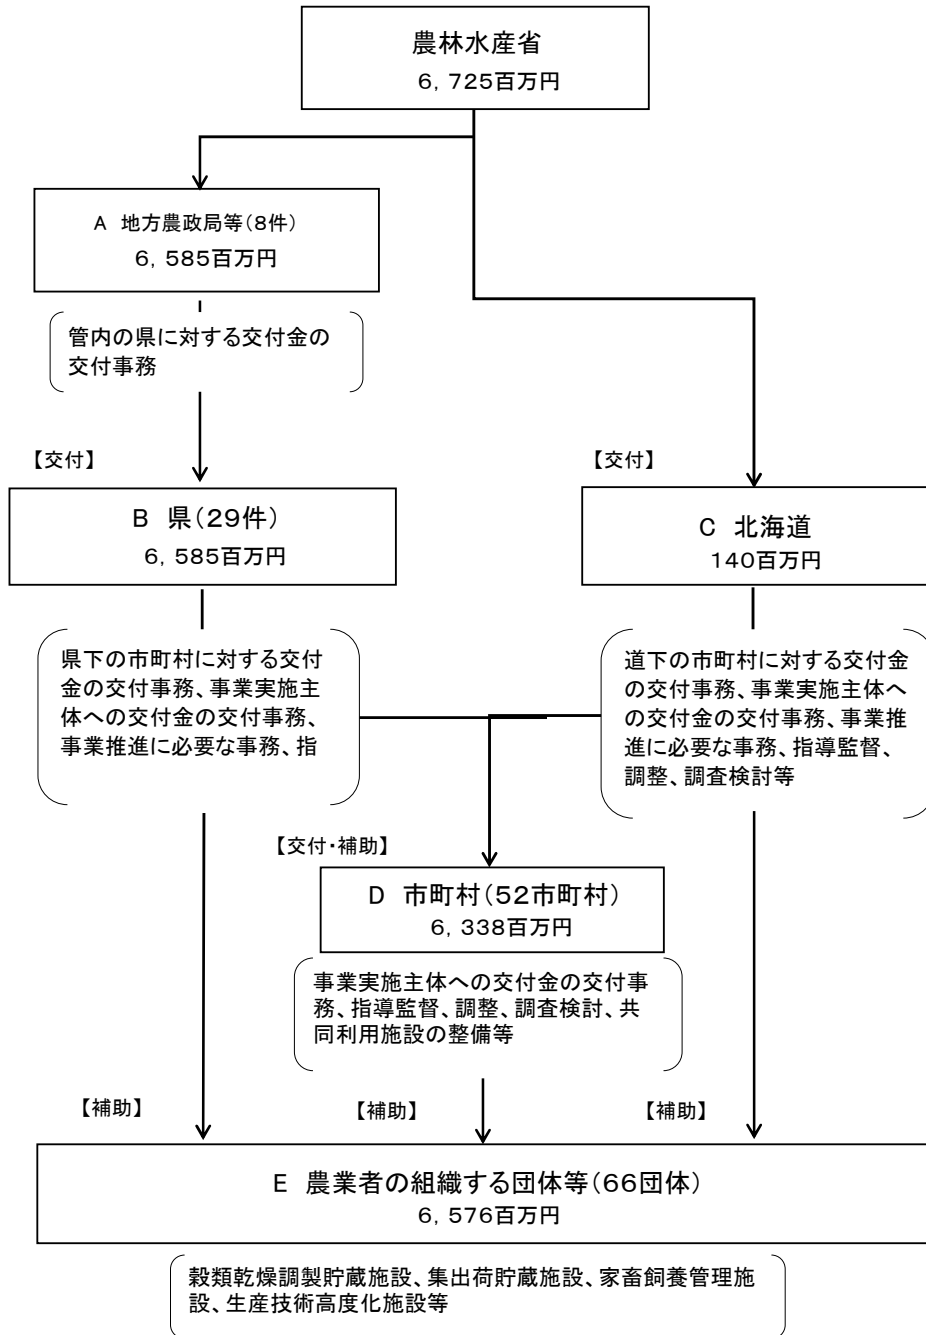 農林水産省
6,725百万円
A 地方農政局等(8件)
6,585百万円
管内の県に対する交付金の
交付事務
【交付】
【交付】
B 県(29件)
6,585百万円
C 北海道
140百万円
県下の市町村に対する交付
金の交付事務、事業実施主
体への交付金の交付事務、
事業推進に必要な事務、指
道下の市町村に対する交付金
の交付事務、事業実施主体へ
の交付金の交付事務、事業推
進に必要な事務、指導監督、
調整、調査検討等
【交付・補助】
D 市町村(52市町村)
6,338百万円
事業実施主体への交付金の交付事
務、指導監督、調整、調査検討、共
同利用施設の整備等
【補助】
【補助】
【補助】
E 農業者の組織する団体等(66団体)
6,576百万円
穀類乾燥調製貯蔵施設、集出荷貯蔵施設、家畜飼養管理施
設、生産技術高度化施設等